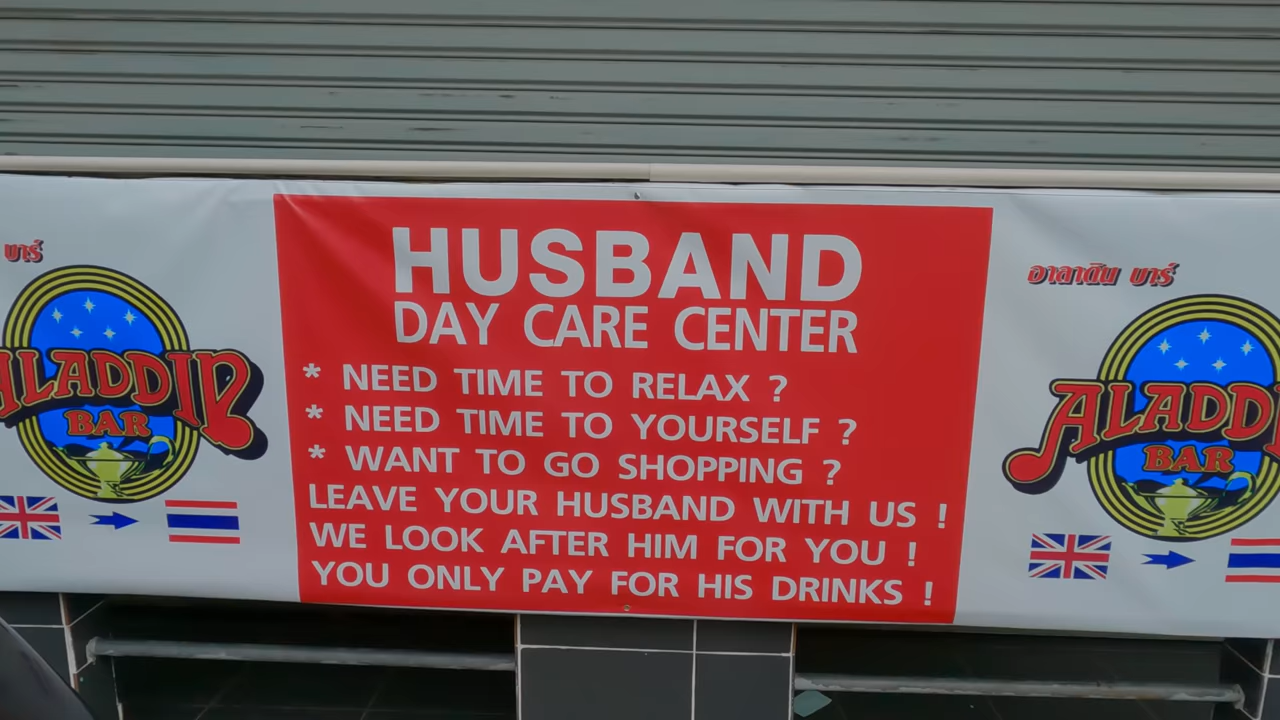 บาร์
ALADDIN
BAR
HUSBAND
DAY CARE CENTER
* NEED TIME TO RELAX ?
* NEED TIME TO YOURSELF ?
* WANT TO GO SHOPPING ?
LEAVE YOUR HUSBAND WITH US !
WE LOOK AFTER HIM FOR YOU !
YOU ONLY PAY FOR HIS DRINKS !
อาลาดิน บาร์
ALADDI
BAR